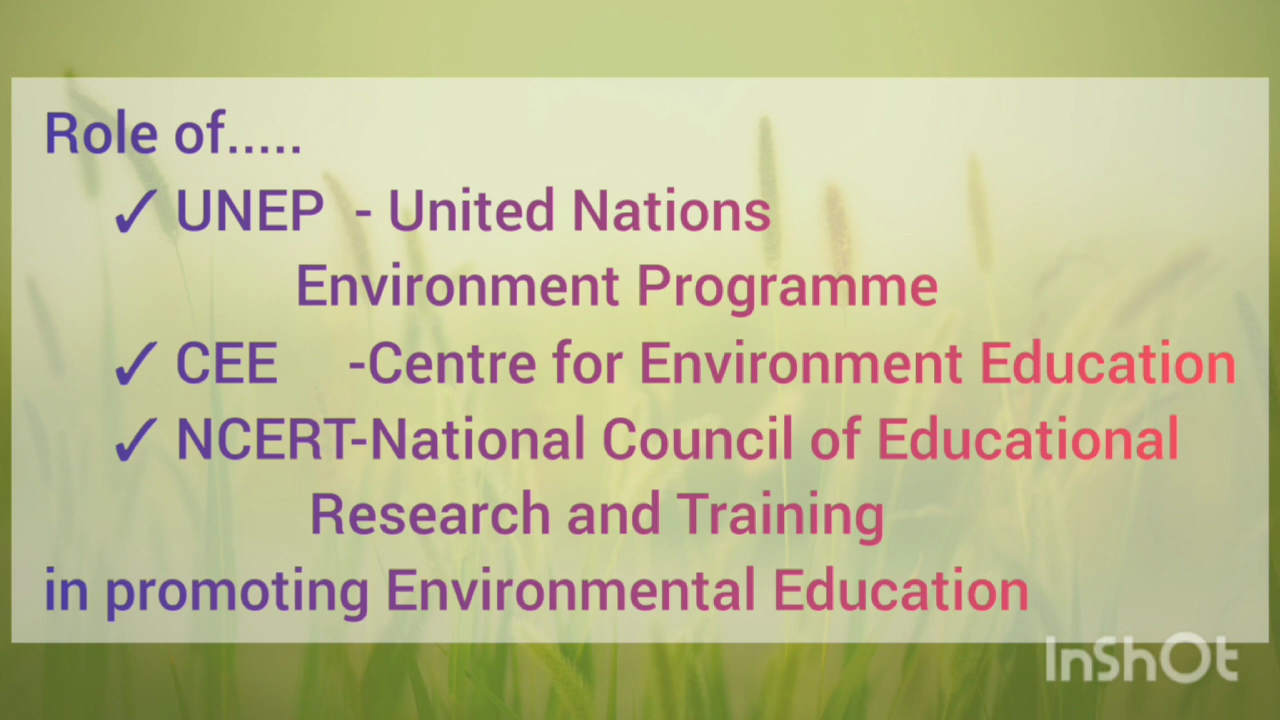 Role of.....
✓ UNEP - United Nations
Environment Programme
✓ CEE -Centre for Environment Education
✓ NCERT-National Council of Educational
Research and Training
in promoting Environmental Education
InShOt